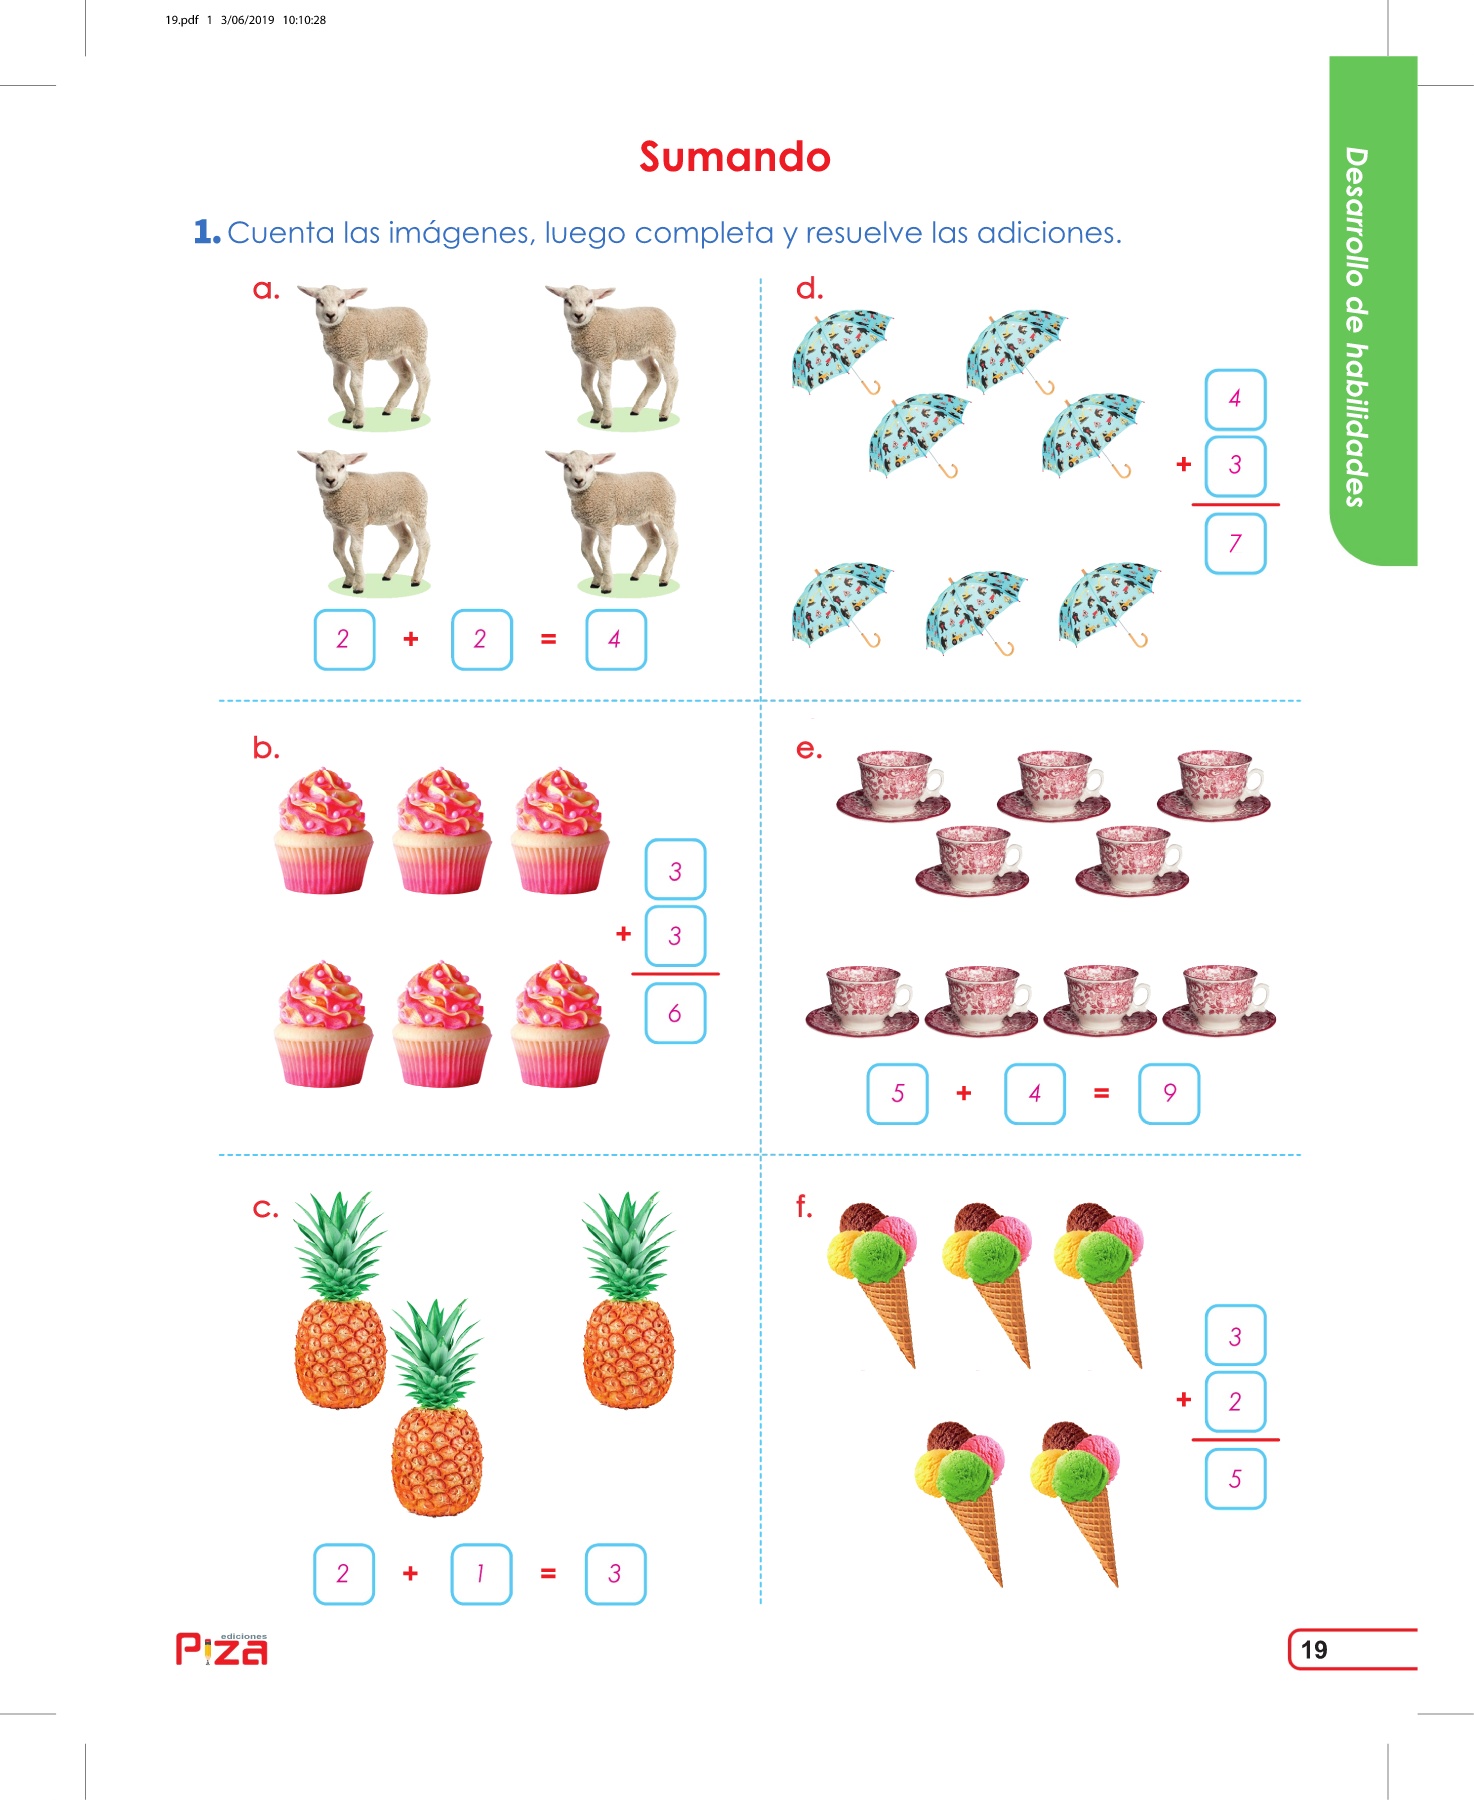 19.pdf 1 3/06/2019 10:10:28
Sumando
1. Cuenta las imágenes, luego completa y resuelve las adiciones.
a.
2 + 2 = 4
b.
3
+ 3
6
c.
2 + 1 = 3
d.
4
+ 3
7
e.
5 + 4 = 9
f.
3
+ 2
5
Desarrollo de habilidades
ediciones
Piza
19